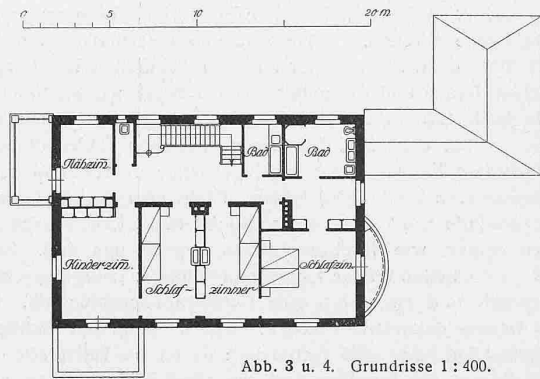 0 5 10 20 m
Bad Bad
Nähzim.
Kinderzim. Schlafzim.
Schlaf- zimmer
Abb. 3 u. 4. Grundrisse 1:400.